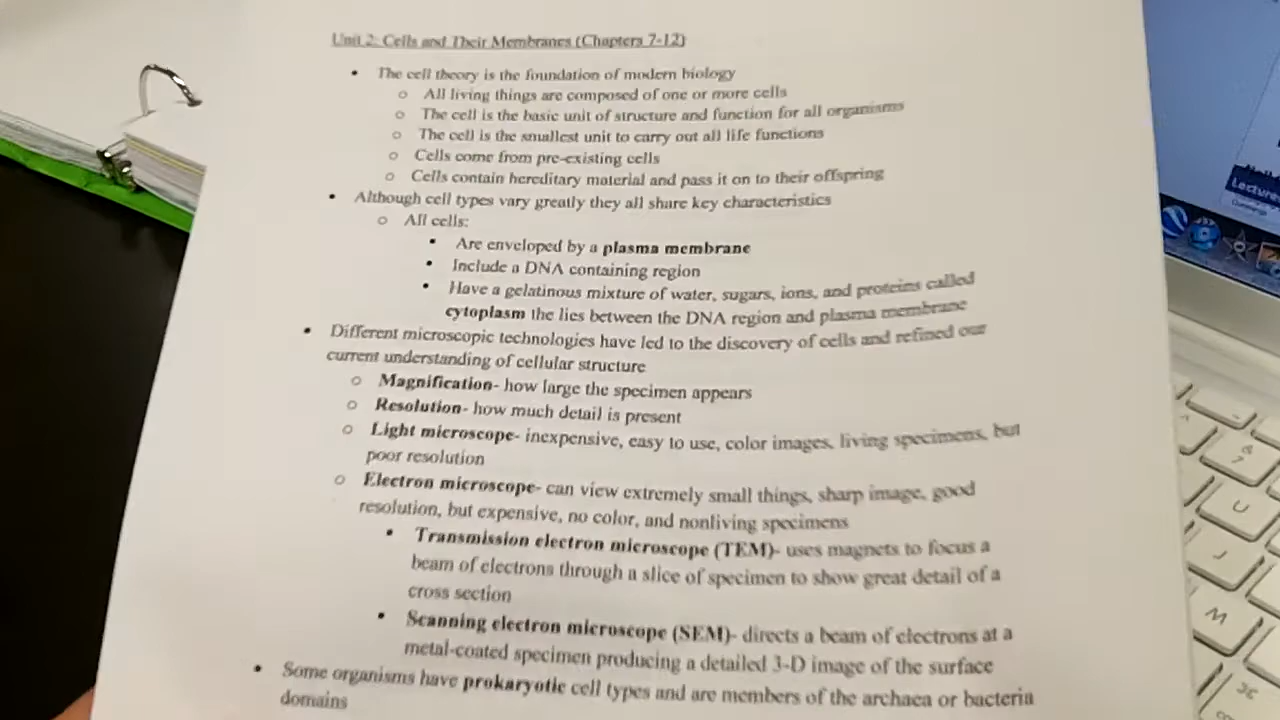 Unit 2: Cells and Their Membranes (Chapters 7-12)
• The cell theory is the foundation of modern biology
o All living things are composed of one or more cells
o The cell is the basic unit of structure and function for all organisms
o The cell is the smallest unit to carry out all life functions
o Cells come from pre-existing cells
o Cells contain hereditary material and pass it on to their offspring
• Although cell types vary greatly they all share key characteristics
o All cells:
▪ Are enveloped by a plasma membrane
▪ Include a DNA containing region
▪ Have a gelatinous mixture of water, sugars, ions, and proteins called
cytoplasm the lies between the DNA region and plasma membrane
• Different microscopic technologies have led to the discovery of cells and refined our
current understanding of cellular structure
o Magnification- how large the specimen appears
o Resolution- how much detail is present
o Light microscope- inexpensive, easy to use, color images, living specimens, but
poor resolution
o Electron microscope- can view extremely small things, sharp image, good
resolution, but expensive, no color, and nonliving specimens
▪ Transmission electron microscope (TEM)- uses magnets to focus a
beam of electrons through a slice of specimen to show great detail of a
cross section
▪ Scanning electron microscope (SEM)- directs a beam of electrons at a
metal-coated specimen producing a detailed 3-D image of the surface
• Some organisms have prokaryotic cell types and are members of the archaea or bacteria
domains
Lecture
&
7
U
J
M
⌘